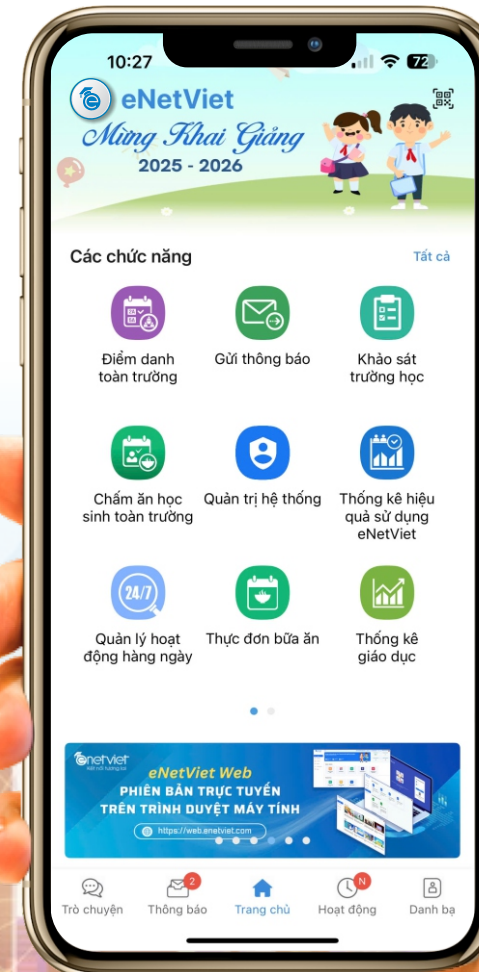 10:27
72
eNetViet
Mừng Khai Giảng
2025 - 2026
Các chức năng
Tất cả
Điểm danh
toàn trường
Gửi thông báo
Khảo sát
trường học
Chấm ăn học
sinh toàn trường
Quản trị hệ thống
Thống kê hiệu
quả sử dụng
eNetViet
24/7
Quản lý hoạt
động hàng ngày
Thực đơn bữa ăn
Thống kê
giáo dục
enetviet
eNetViet Web
PHIÊN BẢN TRỰC TUYẾN
TRÊN TRÌNH DUYỆT MÁY TÍNH
https://web.enetviet.com
2
N
Trò chuyện
Thông báo
Trang chủ
Hoạt động
Danh bạ